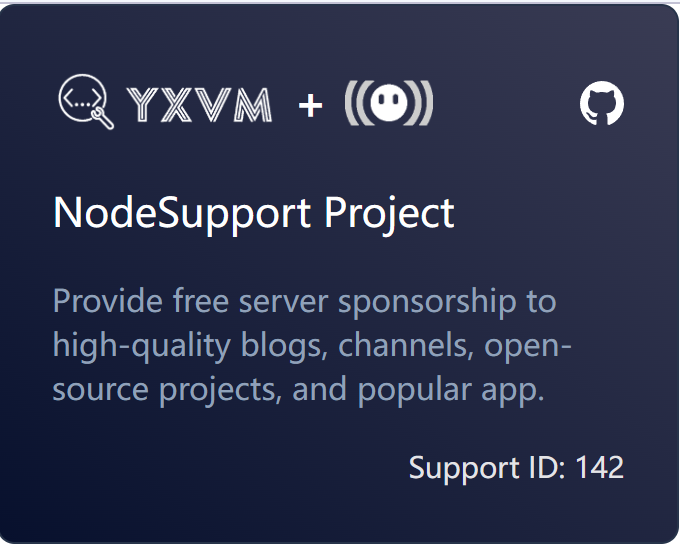 YXVM +
NodeSupport Project
Provide free server sponsorship to
high-quality blogs, channels, open-
source projects, and popular app.
Support ID: 142